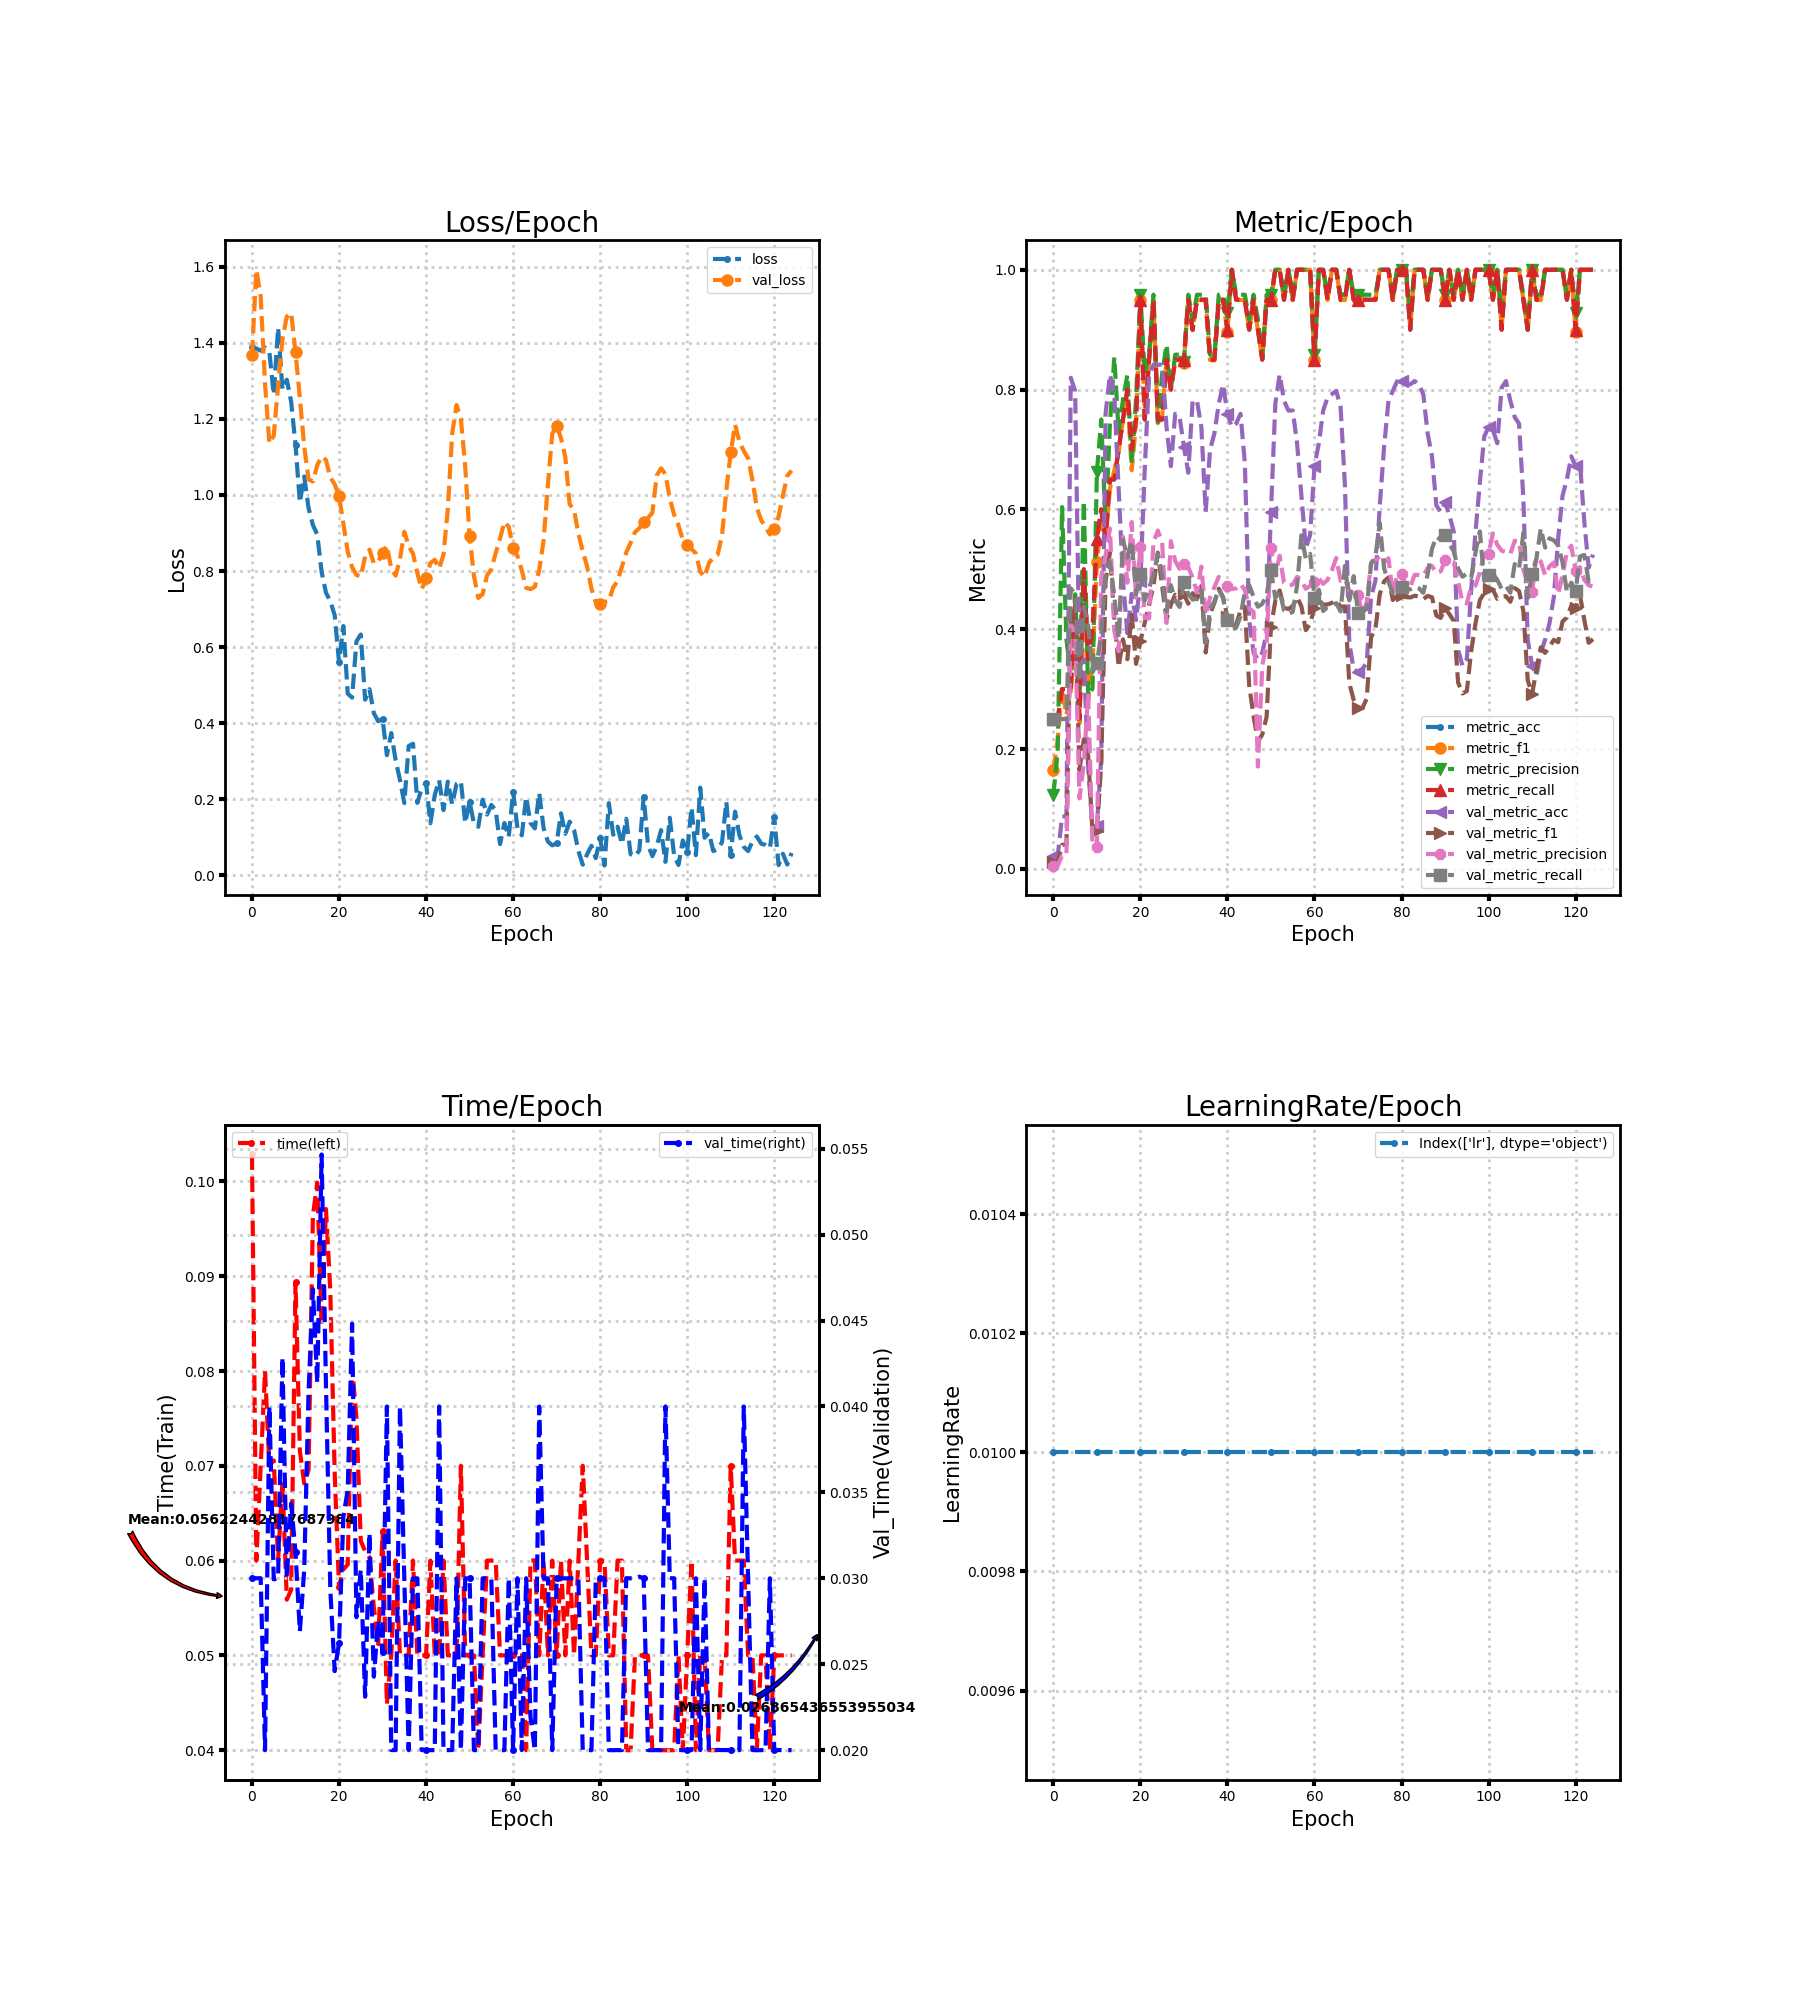 Loss/Epoch
Loss
1.6
1.4
1.2
1.0
0.8
0.6
0.4
0.2
0.0
0 20 40 60 80 100 120
Epoch
loss
val_loss
Metric/Epoch
Metric
1.0
0.8
0.6
0.4
0.2
0.0
0 20 40 60 80 100 120
Epoch
metric_acc
metric_f1
metric_precision
metric_recall
val_metric_acc
val_metric_f1
val_metric_precision
val_metric_recall
Time/Epoch
Time(Train)
0.10
0.09
0.08
0.07
0.06
0.05
0.04
0 20 40 60 80 100 120
Epoch
time(left)
val_time(right)
Val_Time(Validation)
0.055
0.050
0.045
0.040
0.035
0.030
0.025
0.020
LearningRate/Epoch
LearningRate
0.0104
0.0102
0.0100
0.0098
0.0096
0 20 40 60 80 100 120
Epoch
Index(['lr'], dtype='object')